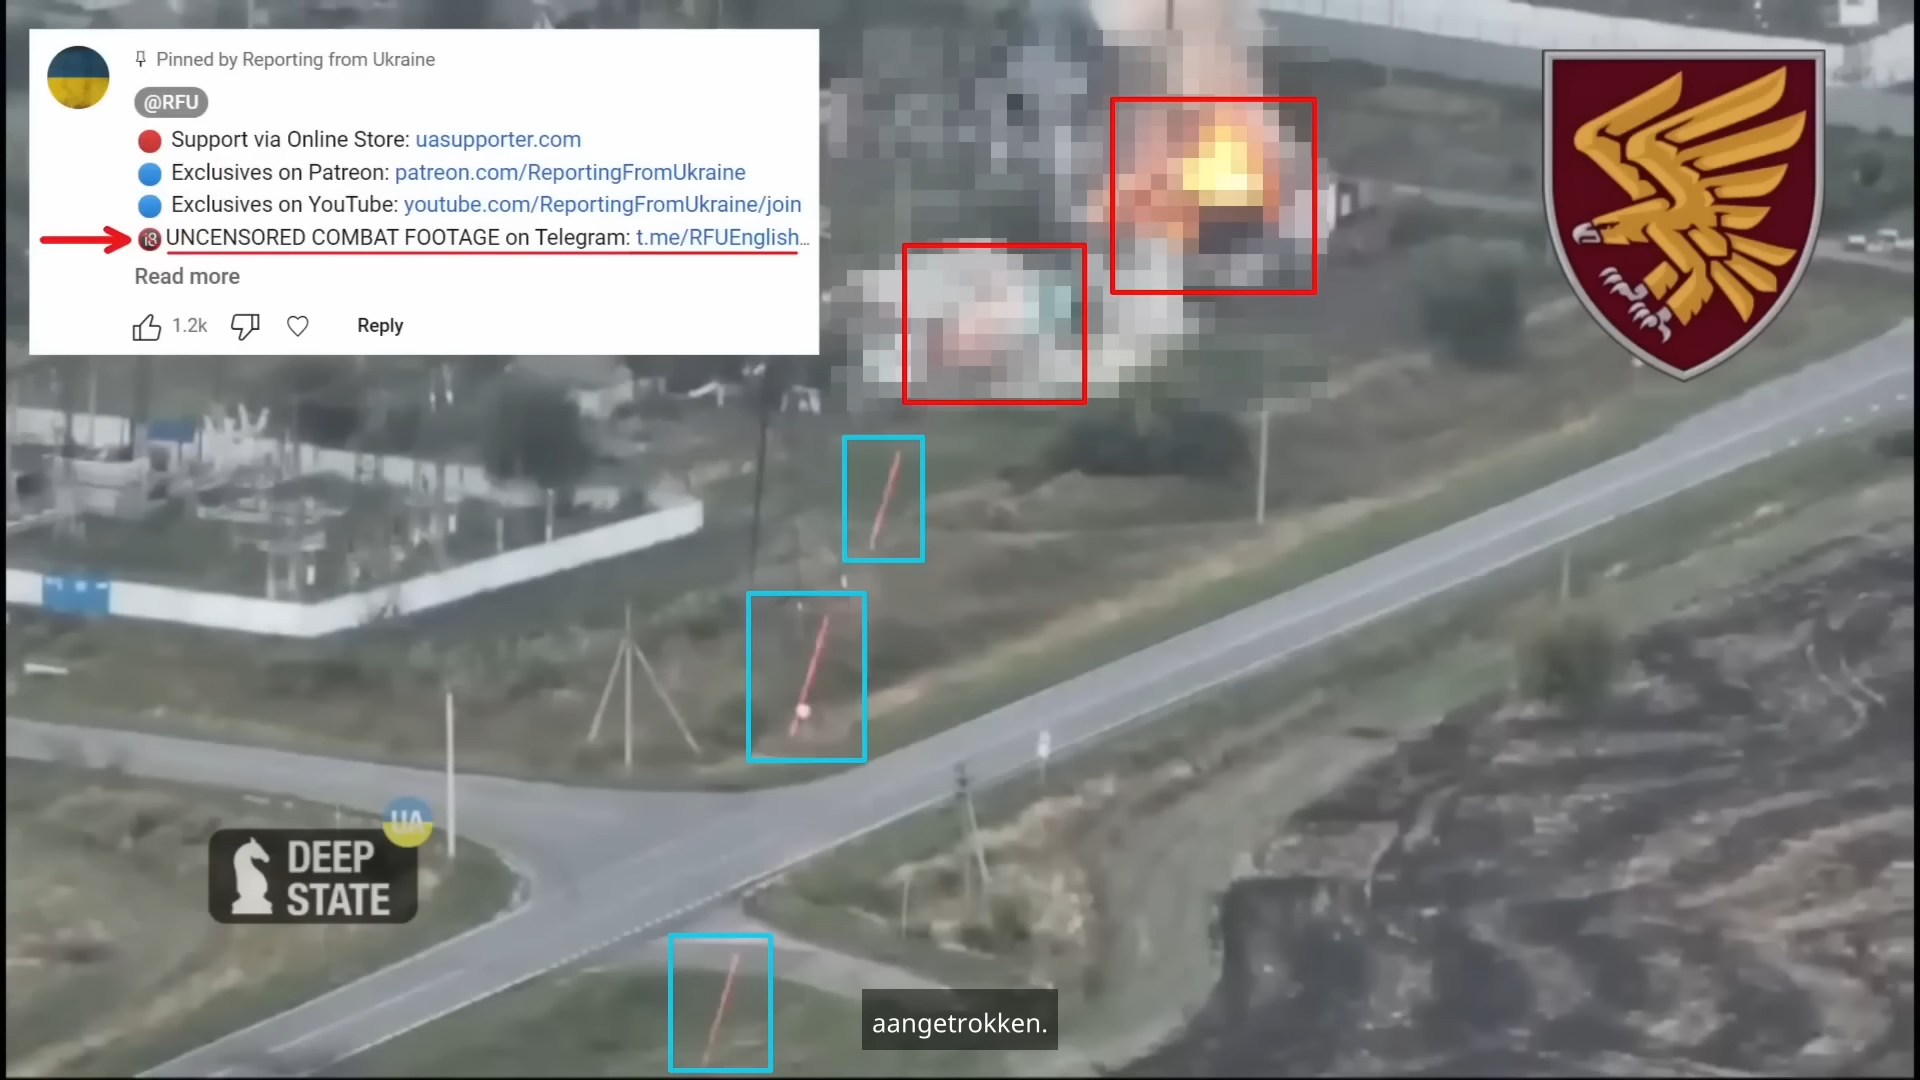 Pinned by Reporting from Ukraine
@RFU
Support via Online Store: uasupporter.com
Exclusives on Patreon: patreon.com/ReportingFromUkraine
Exclusives on YouTube: youtube.com/ReportingFromUkraine/join
18 UNCENSORED COMBAT FOOTAGE on Telegram: t.me/RFUEnglish...
Read more
1.2k
Reply
UA
DEEP
STATE
aangetrokken.